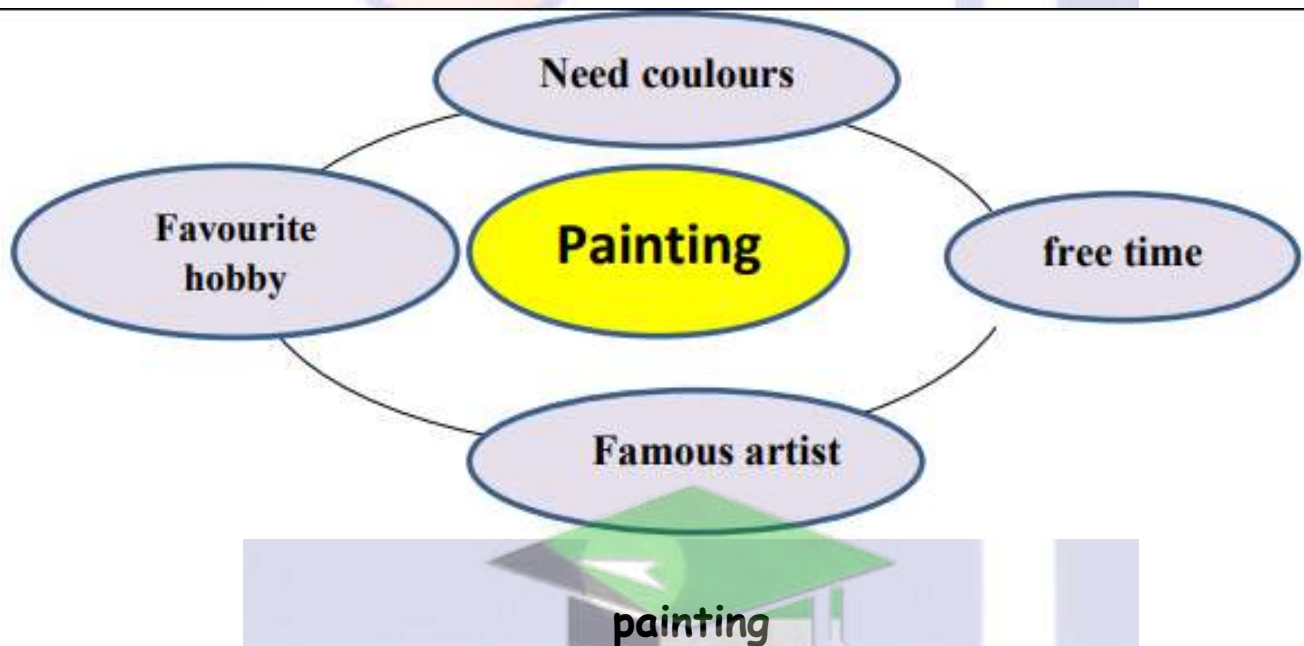 Need coulours
Favourite
hobby
Painting
free time
Famous artist
painting